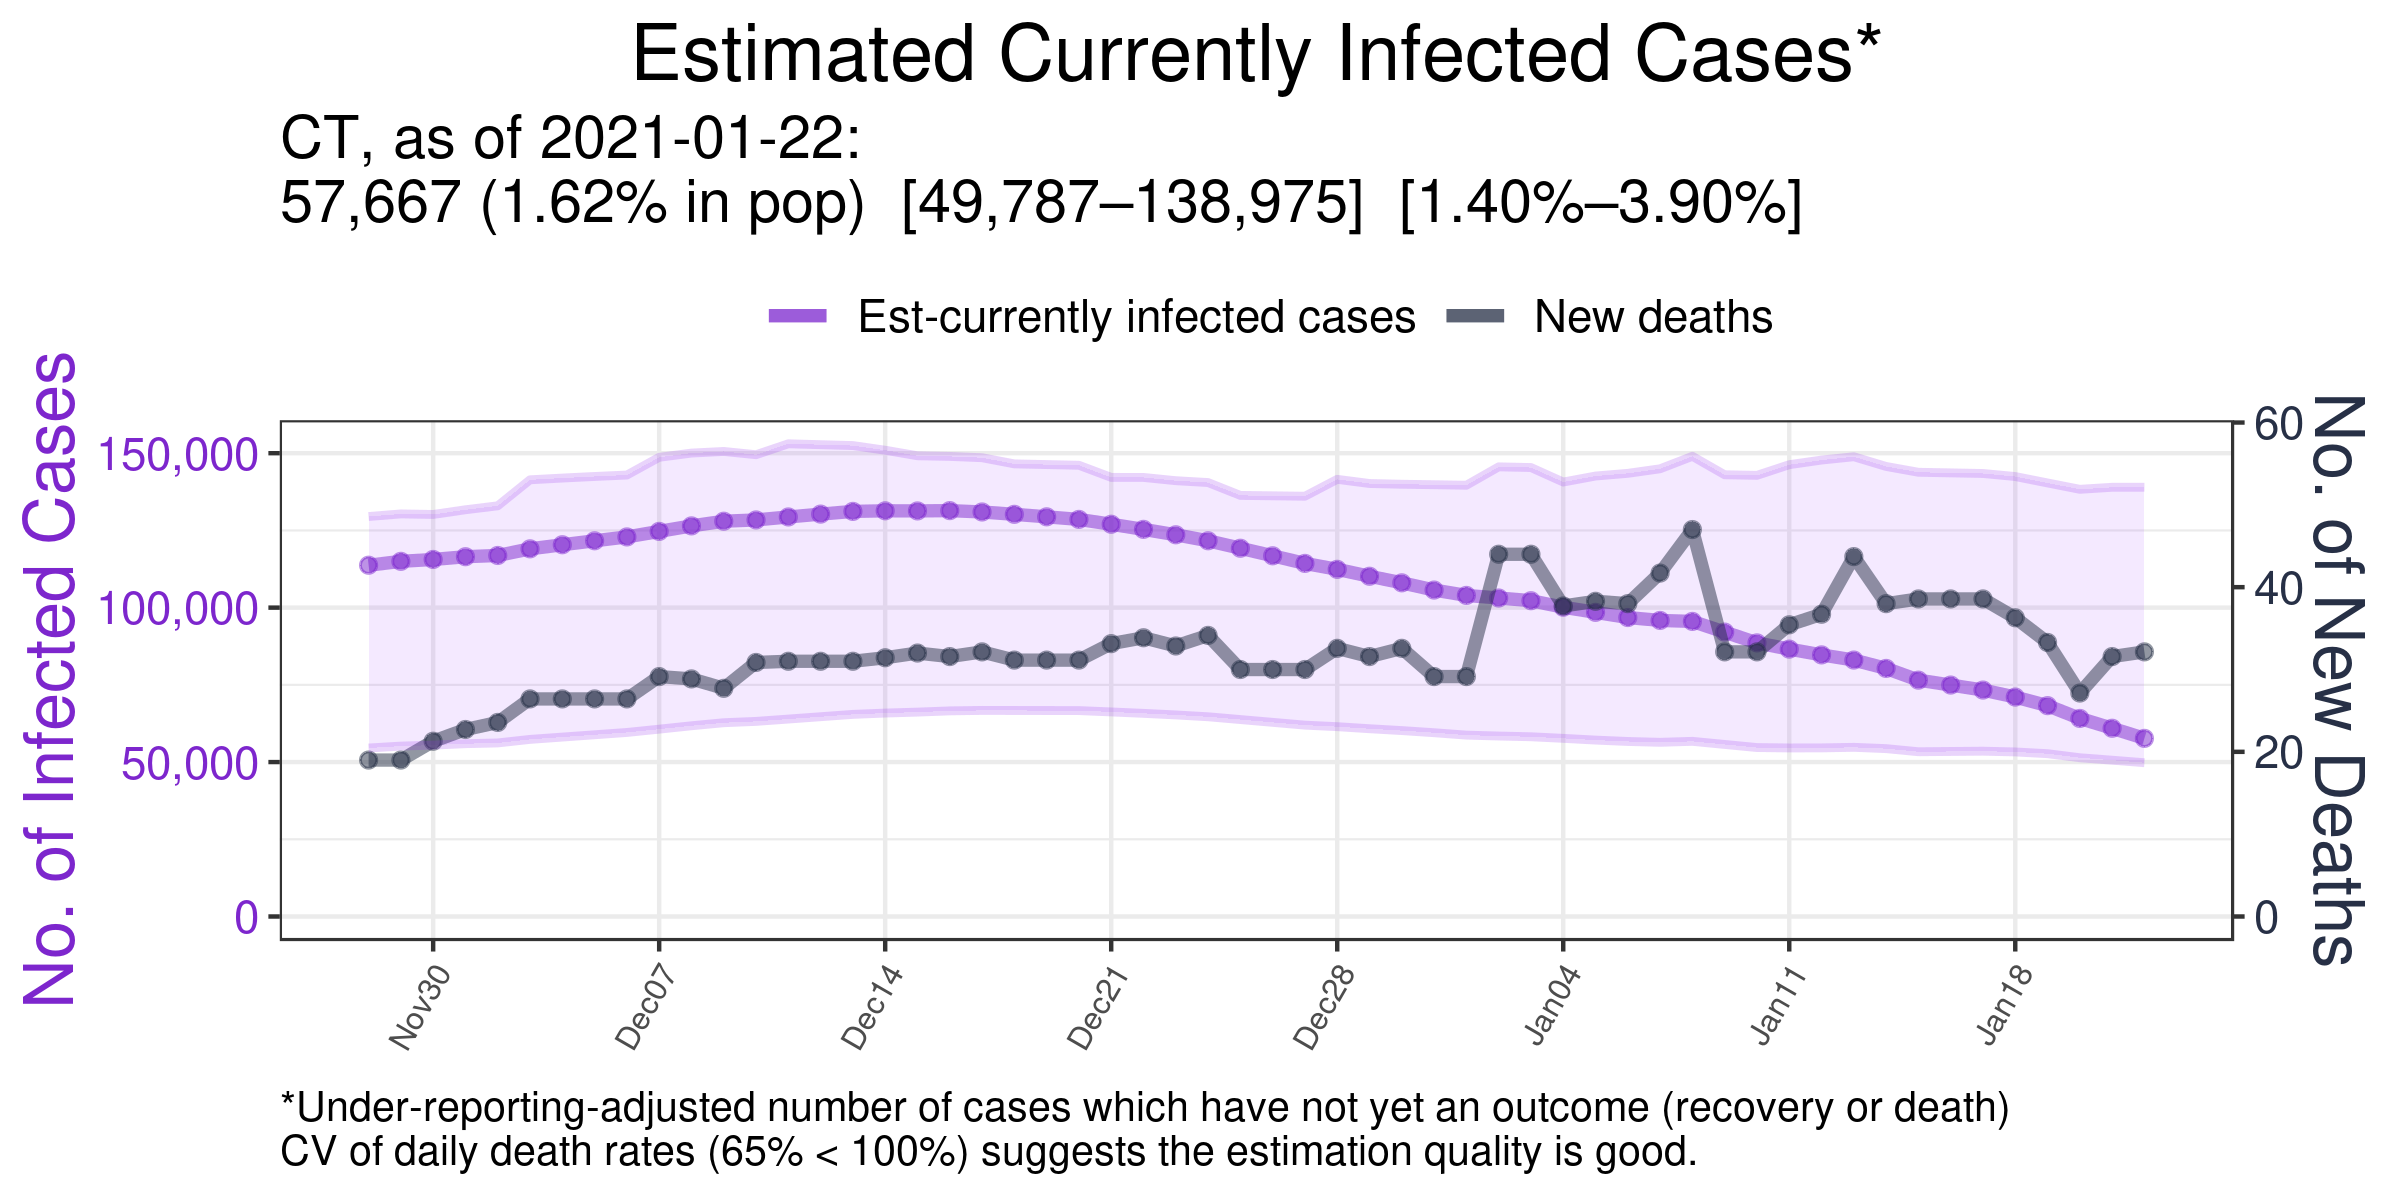 Estimated Currently Infected Cases*
CT, as of 2021-01-22:
57,667 (1.62% in pop)  [49,787–138,975]  [1.40%–3.90%]
Est-currently infected cases
New deaths
No. of Infected Cases
150,000
100,000
50,000
0
60
40
20
0
No. of New Deaths
Nov30
Dec07
Dec14
Dec21
Dec28
Jan04
Jan11
Jan18
*Under-reporting-adjusted number of cases which have not yet an outcome (recovery or death)
CV of daily death rates (65% < 100%) suggests the estimation quality is good.